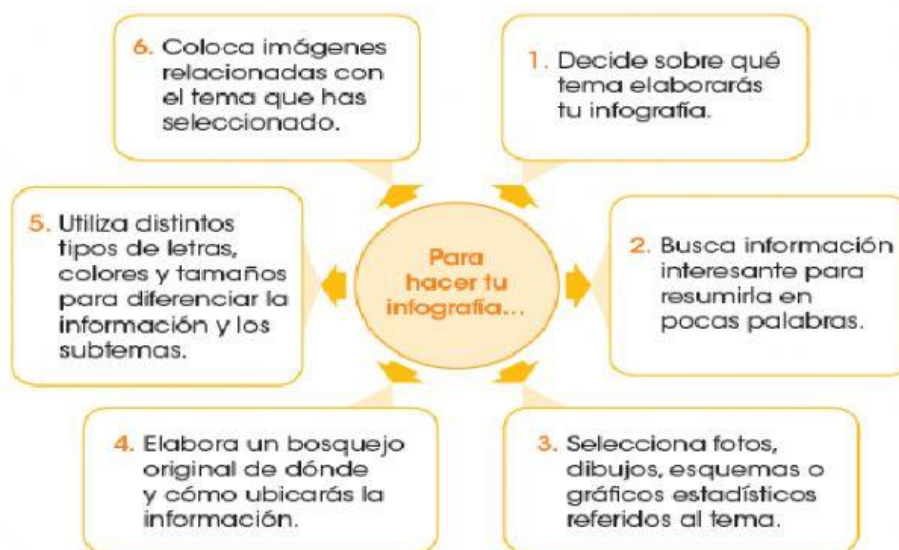 Para
hacer tu
infografía...
1. Decide sobre qué
tema elaborarás
tu infografía.
2. Busca información
interesante para
resumirla en
pocas palabras.
3. Selecciona fotos,
dibujos, esquemas o
gráficos estadísticos
referidos al tema.
4. Elabora un bosquejo
original de dónde
y cómo ubicarás la
información.
5. Utiliza distintos
tipos de letras,
colores y tamaños
para diferenciar la
información y los
subtemas.
6. Coloca imágenes
relacionadas con
el tema que has
seleccionado.